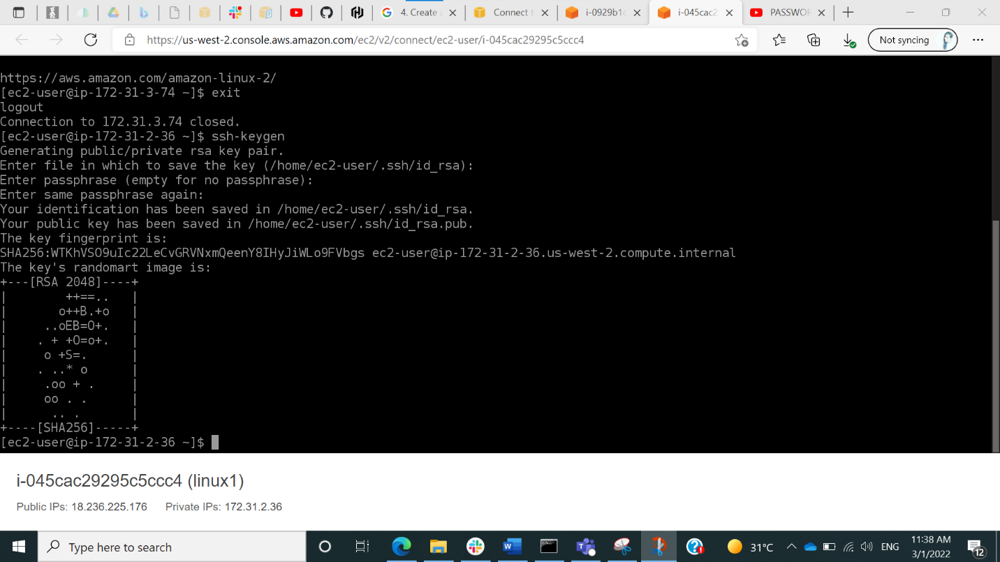 4. Create
Connect t
i-0929b1c
i-045cac2
PASSWOR
https://us-west-2.console.aws.amazon.com/ec2/v2/connect/ec2-user/i-045cac29295c5ccc4
Not syncing
https://aws.amazon.com/amazon-linux-2/
[ec2-user@ip-172-31-3-74 ~]$ exit
logout
Connection to 172.31.3.74 closed.
[ec2-user@ip-172-31-2-36 ~]$ ssh-keygen
Generating public/private rsa key pair.
Enter file in which to save the key (/home/ec2-user/.ssh/id_rsa):
Enter passphrase (empty for no passphrase):
Enter same passphrase again:
Your identification has been saved in /home/ec2-user/.ssh/id_rsa.
Your public key has been saved in /home/ec2-user/.ssh/id_rsa.pub.
The key fingerprint is:
SHA256:WTKhVSO9uIc22LeCvGRVNxmQeenY8IHyJiWLo9FVbgs ec2-user@ip-172-31-2-36.us-west-2.compute.internal
The key's randomart image is:
+---[RSA 2048]----+
|        ++==..   |
|       o++B.+o   |
|     ..oEB=O+.   |
|    . + +O=o+.   |
|     o +S=.      |
|    . ..* o      |
|     .oo + .     |
|     oo . .      |
|      .. .       |
+----[SHA256]-----+
[ec2-user@ip-172-31-2-36 ~]$
i-045cac29295c5ccc4 (linux1)
Public IPs: 18.236.225.176 Private IPs: 172.31.2.36
Type here to search
31°C
ENG
11:38 AM
3/1/2022
12